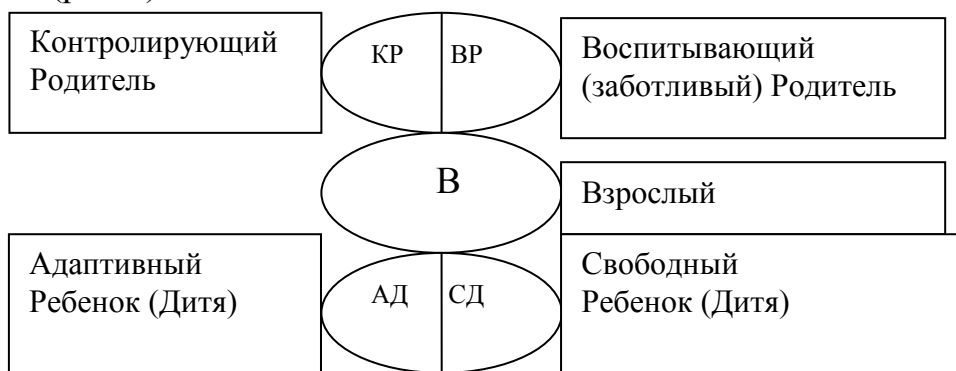 Контролирующий
Родитель
КР
ВР
Воспитывающий
(заботливый) Родитель
В
Взрослый
Адаптивный
Ребенок (Дитя)
АД
СД
Свободный
Ребенок (Дитя)